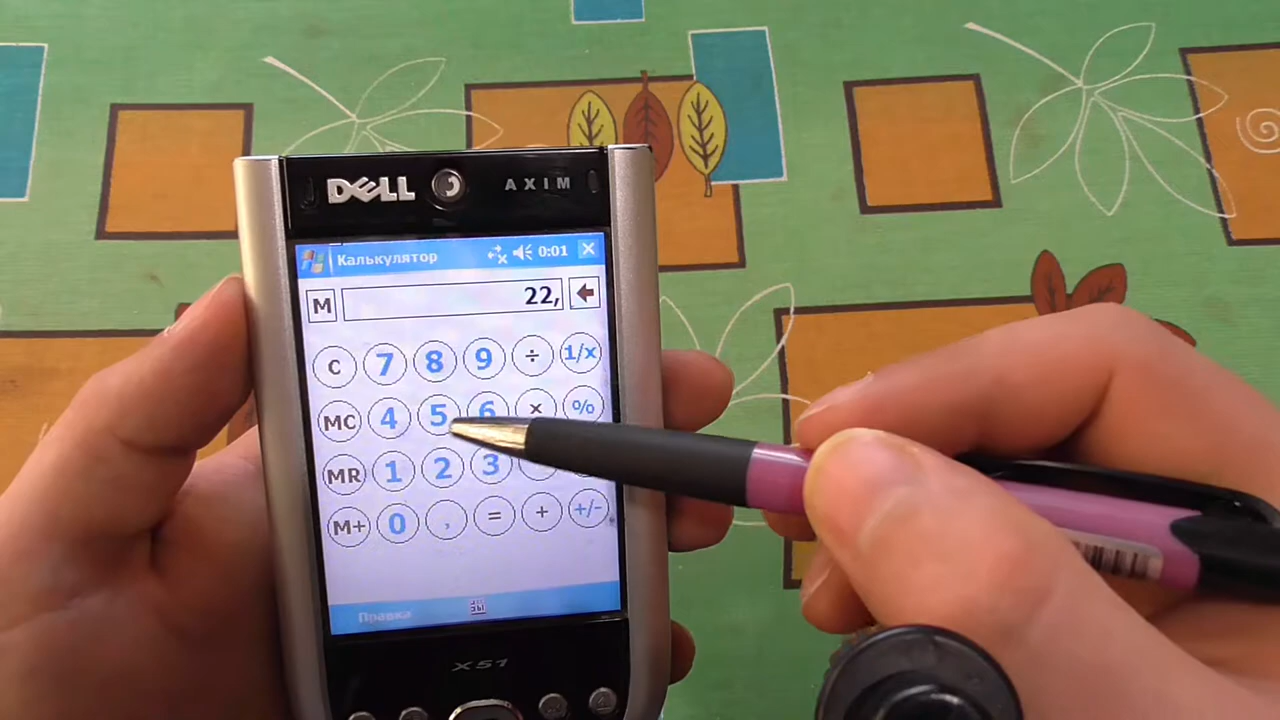 DELL AXIM
Калькулятор 0:01
M 22,
C 7 8 9 ÷ 1/x
MC 4 5 6 × %
MR 1 2 3
M+ 0 , = + +/-
Правка
X51